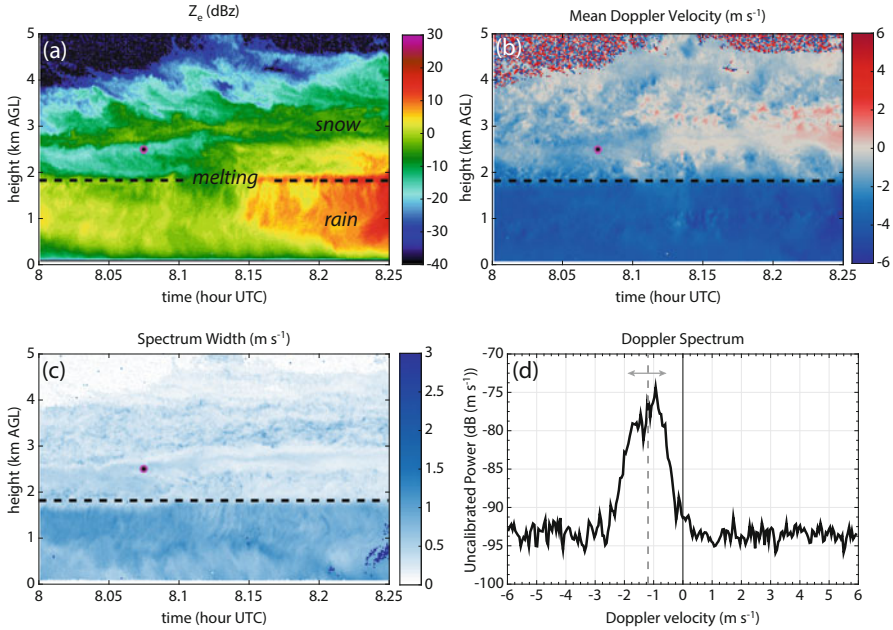 Z_e (dBz)
(a)
height (km AGL)
5
4
3
2
1
0
snow
melting
rain
8 8.05 8.1 8.15 8.2 8.25
time (hour UTC)
30
20
10
0
-10
-20
-30
-40
Mean Doppler Velocity (m s⁻¹)
(b)
height (km AGL)
5
4
3
2
1
0
8 8.05 8.1 8.15 8.2 8.25
time (hour UTC)
6
4
2
0
-2
-4
-6
Spectrum Width (m s⁻¹)
(c)
height (km AGL)
5
4
3
2
1
0
8 8.05 8.1 8.15 8.2 8.25
time (hour UTC)
3
2.5
2
1.5
1
0.5
0
Doppler Spectrum
(d)
Uncalibrated Power (dB (m s⁻¹))
-70
-75
-80
-85
-90
-95
-100
-6 -5 -4 -3 -2 -1 0 1 2 3 4 5 6
Doppler velocity (m s⁻¹)